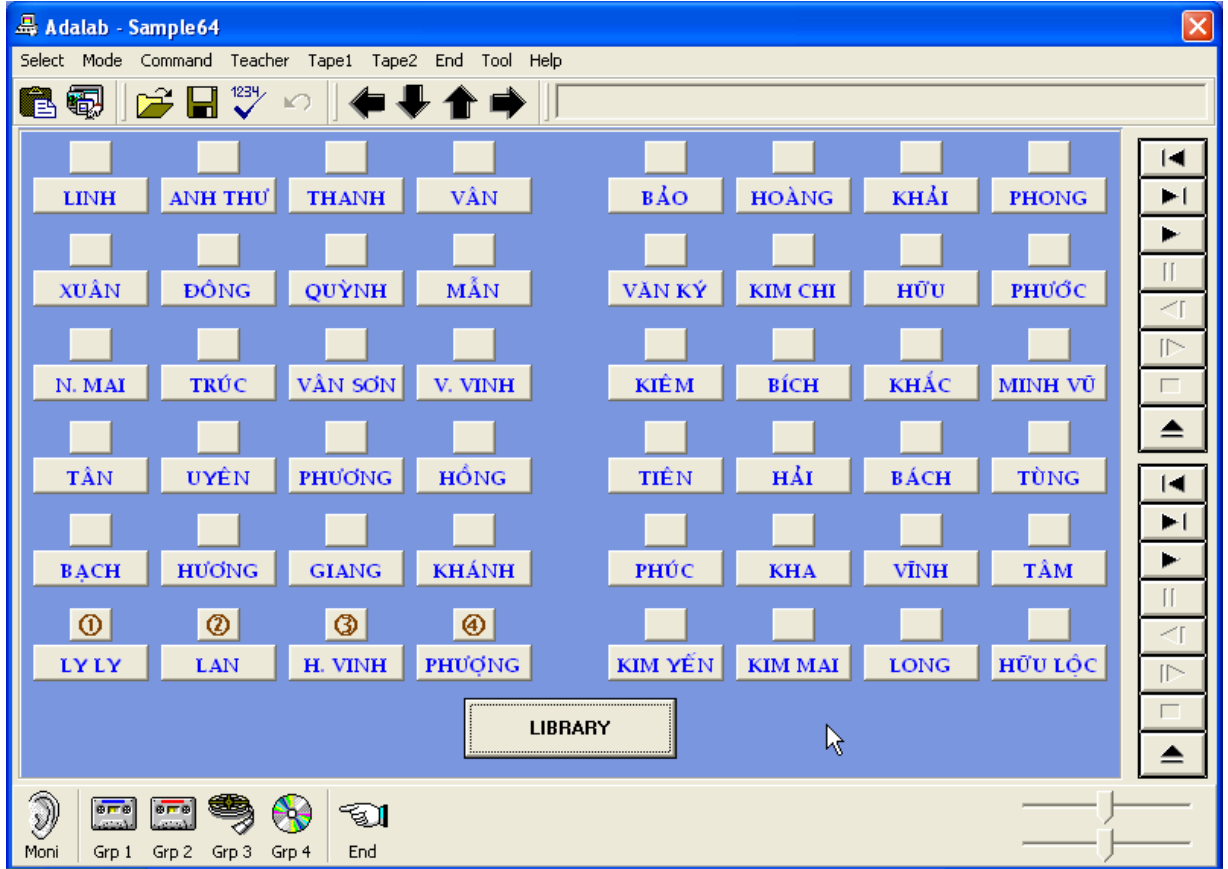 Adalab - Sample64
Select Mode Command Teacher Tape1 Tape2 End Tool Help
1234
LINH ANH THƯ THANH VÂN BẢO HOÀNG KHẢI PHONG
XUÂN ĐÔNG QUỲNH MẪN VĂN KÝ KIM CHI HỮU PHƯỚC
N. MAI TRÚC VÂN SƠN V. VINH KIÊM BÍCH KHẮC MINH VŨ
TÂN UYÊN PHƯƠNG HỒNG TIÊN HẢI BÁCH TÙNG
BẠCH HƯƠNG GIANG KHÁNH PHÚC KHA VĨNH TÂM
① ② ③ ④
LY LY LAN H. VINH PHƯỢNG KIM YẾN KIM MAI LONG HỮU LỘC
LIBRARY
Moni Grp 1 Grp 2 Grp 3 Grp 4 End